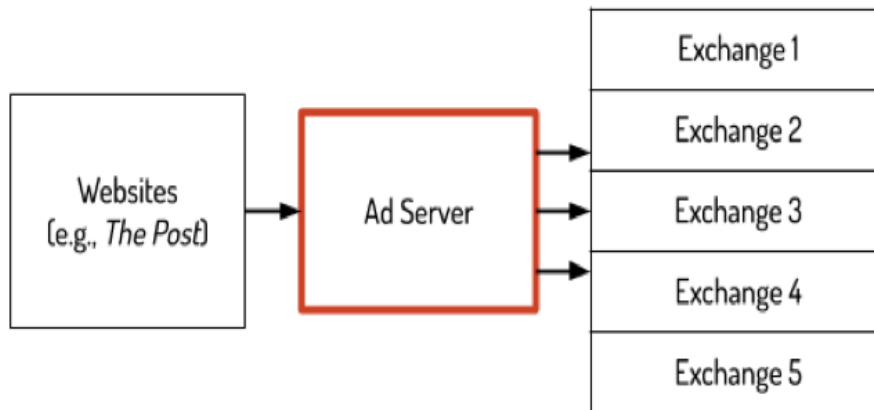 Websites
(e.g., The Post)
Ad Server
Exchange 1
Exchange 2
Exchange 3
Exchange 4
Exchange 5